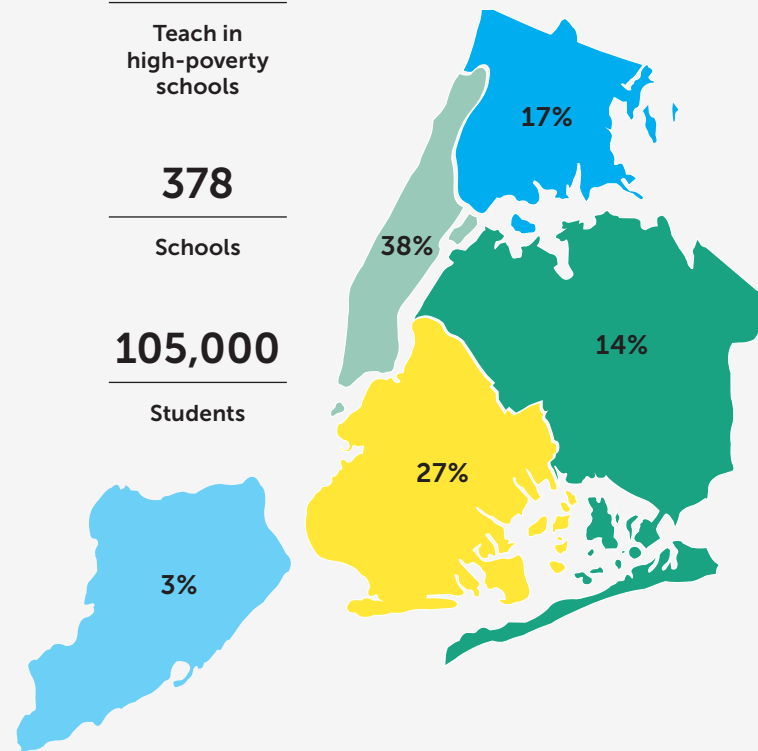 Teach in
high-poverty
schools
378
Schools
105,000
Students
17%
38%
14%
27%
3%